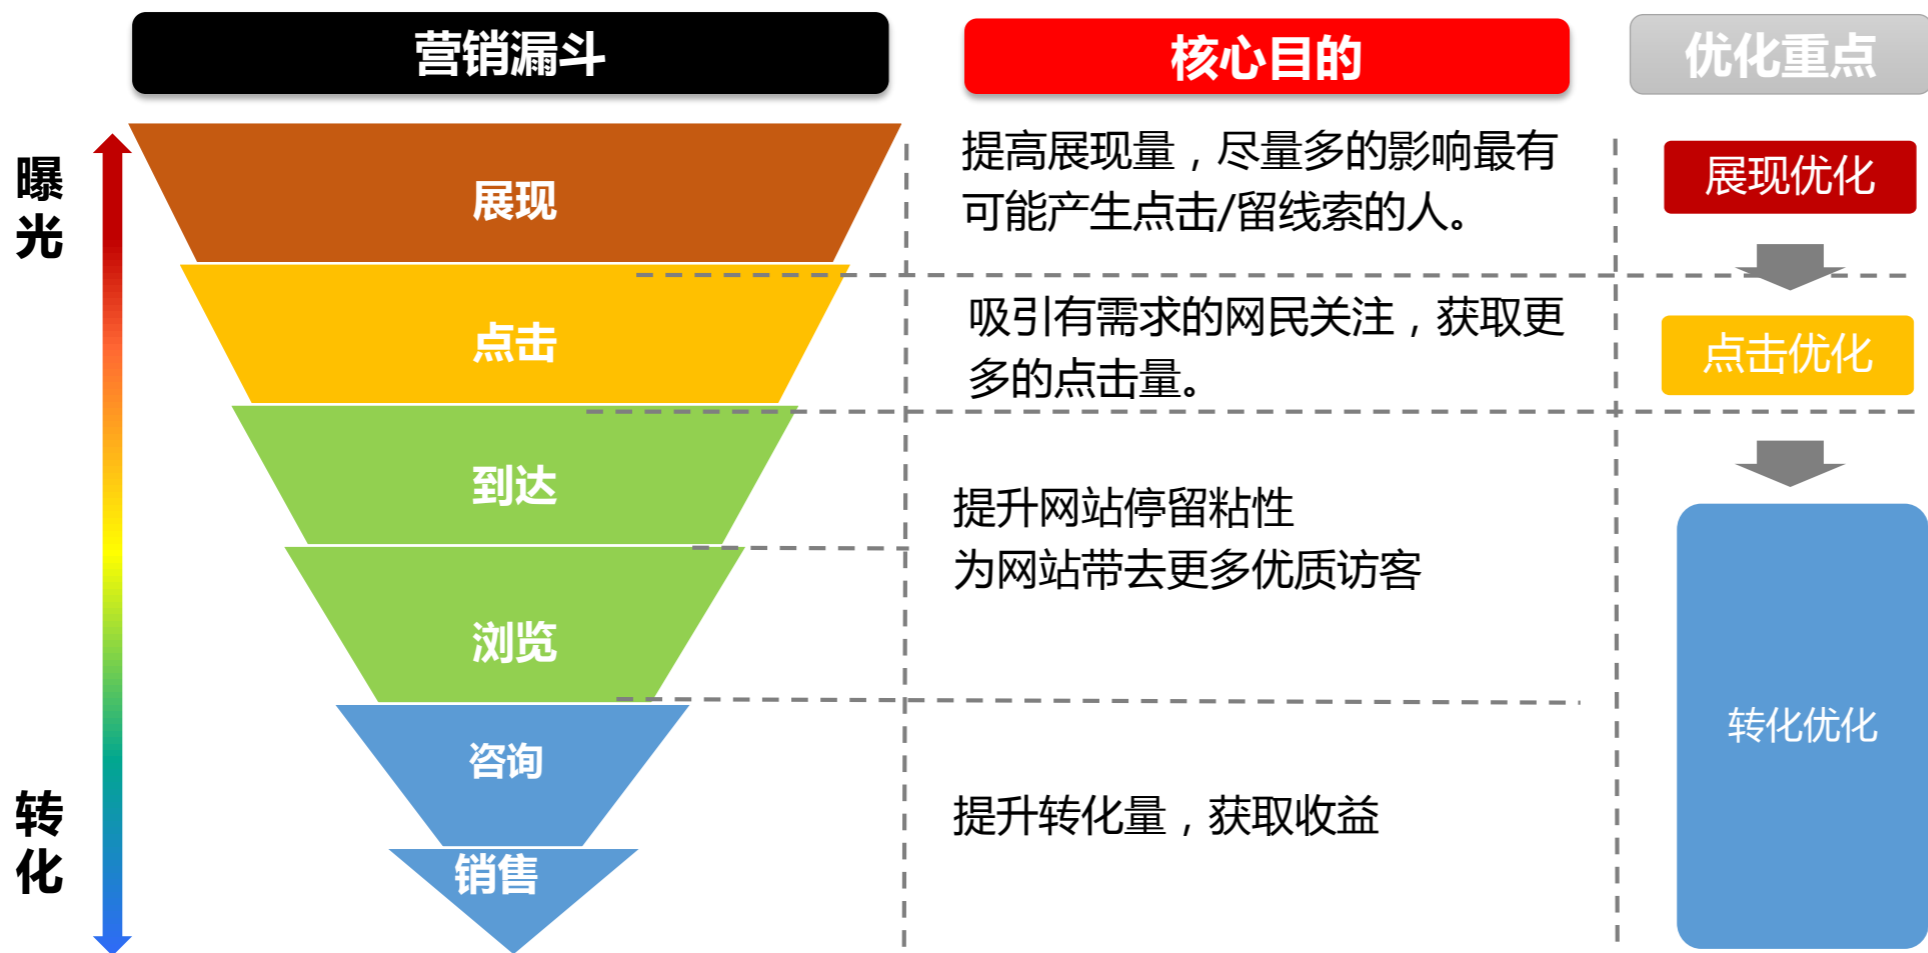 营销漏斗
核心目的
优化重点
曝光
展现
提高展现量，尽量多的影响最有
可能产生点击/留线索的人。
展现优化
点击
吸引有需求的网民关注，获取更
多的点击量。
点击优化
到达
提升网站停留粘性
为网站带去更多优质访客
浏览
转化优化
咨询
转化
提升转化量，获取收益
销售